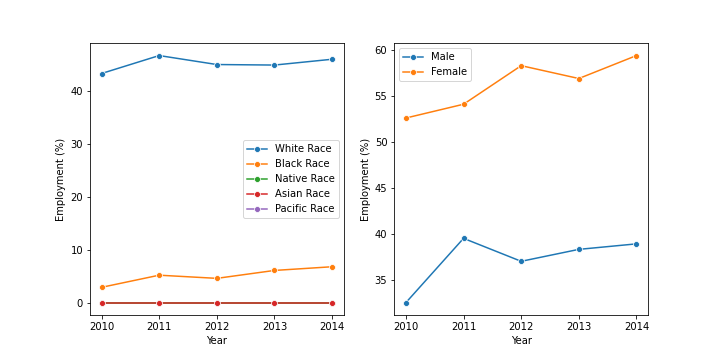 Employment (%)
40
30
20
10
0
White Race
Black Race
Native Race
Asian Race
Pacific Race
2010 2011 2012 2013 2014
Year
Employment (%)
60
55
50
45
40
35
Male
Female
2010 2011 2012 2013 2014
Year